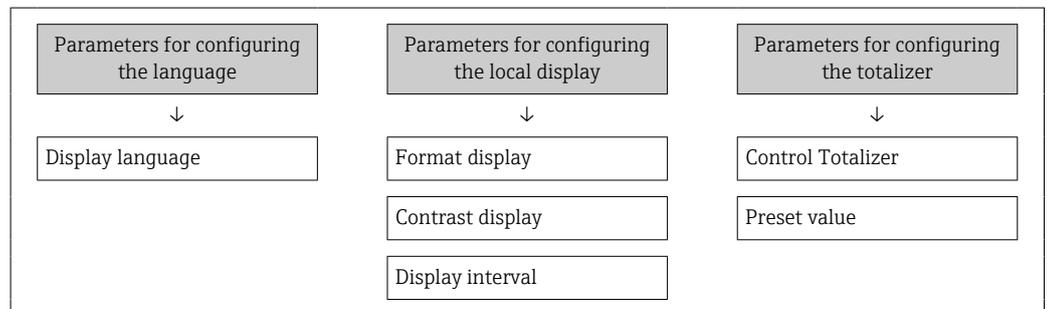 Parameters for configuring
the language
↓
Display language
Parameters for configuring
the local display
↓
Format display
Contrast display
Display interval
Parameters for configuring
the totalizer
↓
Control Totalizer
Preset value